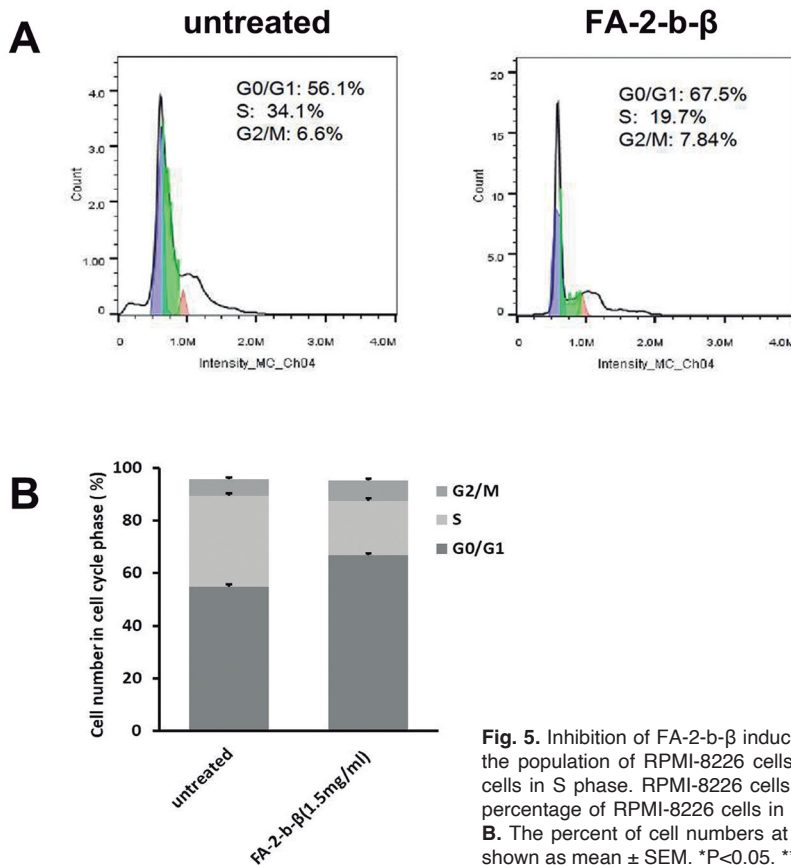 A
untreated
FA-2-b-β
G0/G1: 56.1%
S: 34.1%
G2/M: 6.6%
4.0
3.0
2.0
1.00
0
Count
0 1.0M 2.0M 3.0M 4.0M
Intensity_MC_Ch04
G0/G1: 67.5%
S: 19.7%
G2/M: 7.84%
20
15
10
5.0
0
Count
0 1.0M 2.0M 3.0M 4.0M
Intensity_MC_Ch04
B
Cell number in cell cycle phase (%)
100
80
60
40
20
0
untreated
FA-2-b-β(1.5mg/ml)
G2/M
S
G0/G1
Fig. 5. Inhibition of FA-2-b-β induc
the population of RPMI-8226 cells
cells in S phase. RPMI-8226 cells
percentage of RPMI-8226 cells in
B. The percent of cell numbers at
shown as mean ± SEM. *P<0.05. *